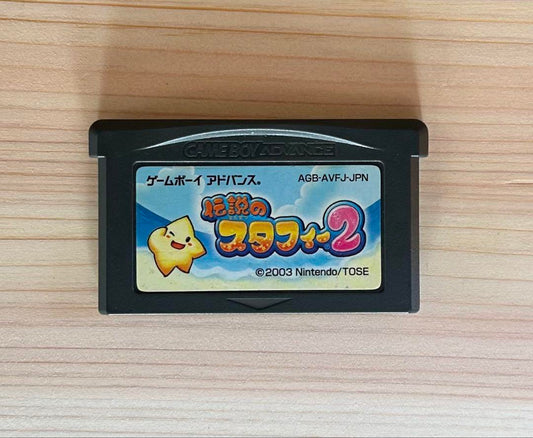 GAME BOY ADVANCE
ゲームボーイ アドバンス®
AGB-AVFJ-JPN
伝説の
スタフィー2
©2003 Nintendo/TOSE